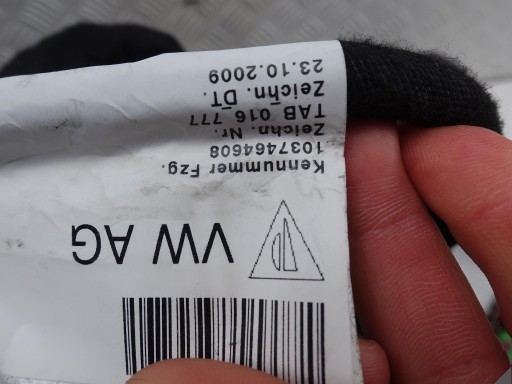 VW AG
Kennummer Fzg.
1037464608
Zeichn. Nr.
TAB 016 777
Zeichn. DT.
23.10.2009